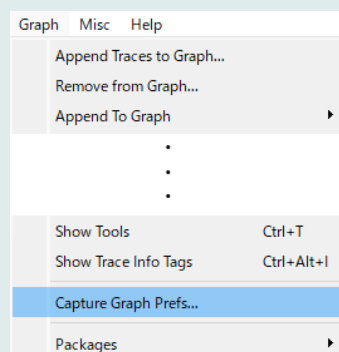 Graph Misc Help
Append Traces to Graph...
Remove from Graph...
Append To Graph
Show Tools Ctrl+T
Show Trace Info Tags Ctrl+Alt+I
Capture Graph Prefs...
Packages